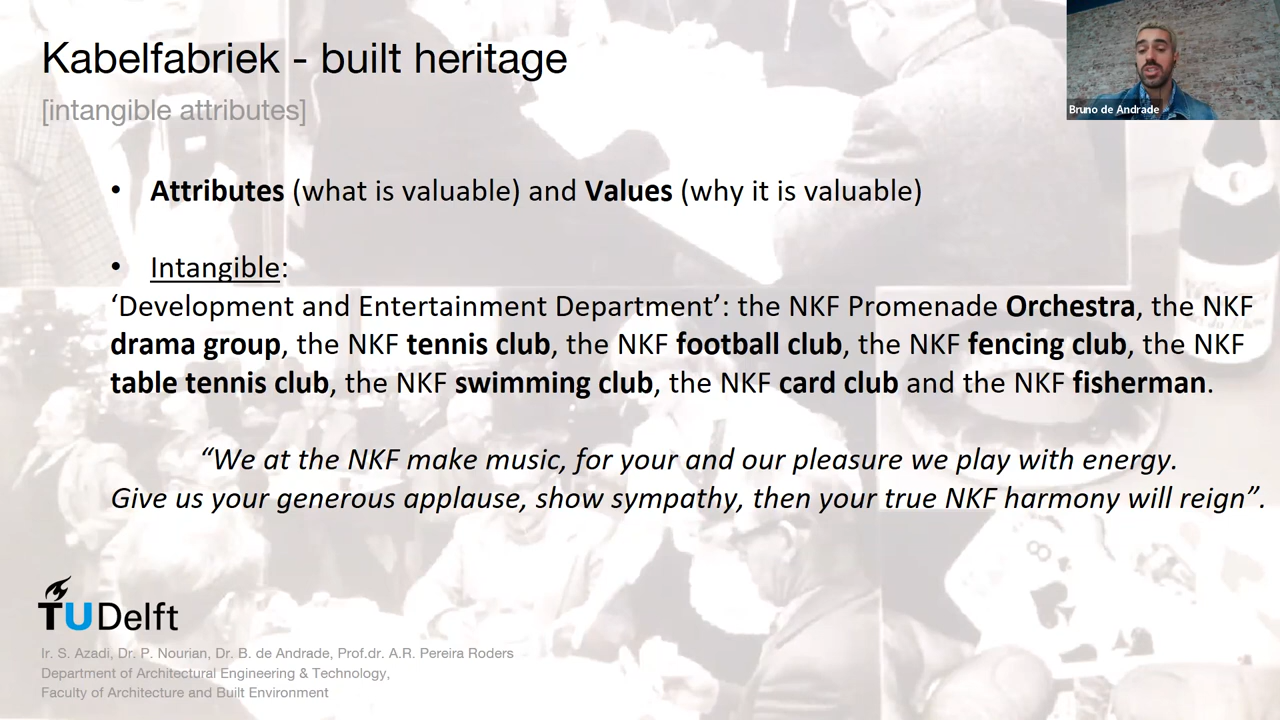 Kabelfabriek - built heritage
[intangible attributes]
Bruno de Andrade
• Attributes (what is valuable) and Values (why it is valuable)
• Intangible:
‘Development and Entertainment Department’: the NKF Promenade Orchestra, the NKF
drama group, the NKF tennis club, the NKF football club, the NKF fencing club, the NKF
table tennis club, the NKF swimming club, the NKF card club and the NKF fisherman.
“We at the NKF make music, for your and our pleasure we play with energy.
Give us your generous applause, show sympathy, then your true NKF harmony will reign”.
8
TUDelft
Ir. S. Azadi, Dr. P. Nourian, Dr. B. de Andrade, Prof.dr. A.R. Pereira Roders
Department of Architectural Engineering & Technology,
Faculty of Architecture and Built Environment